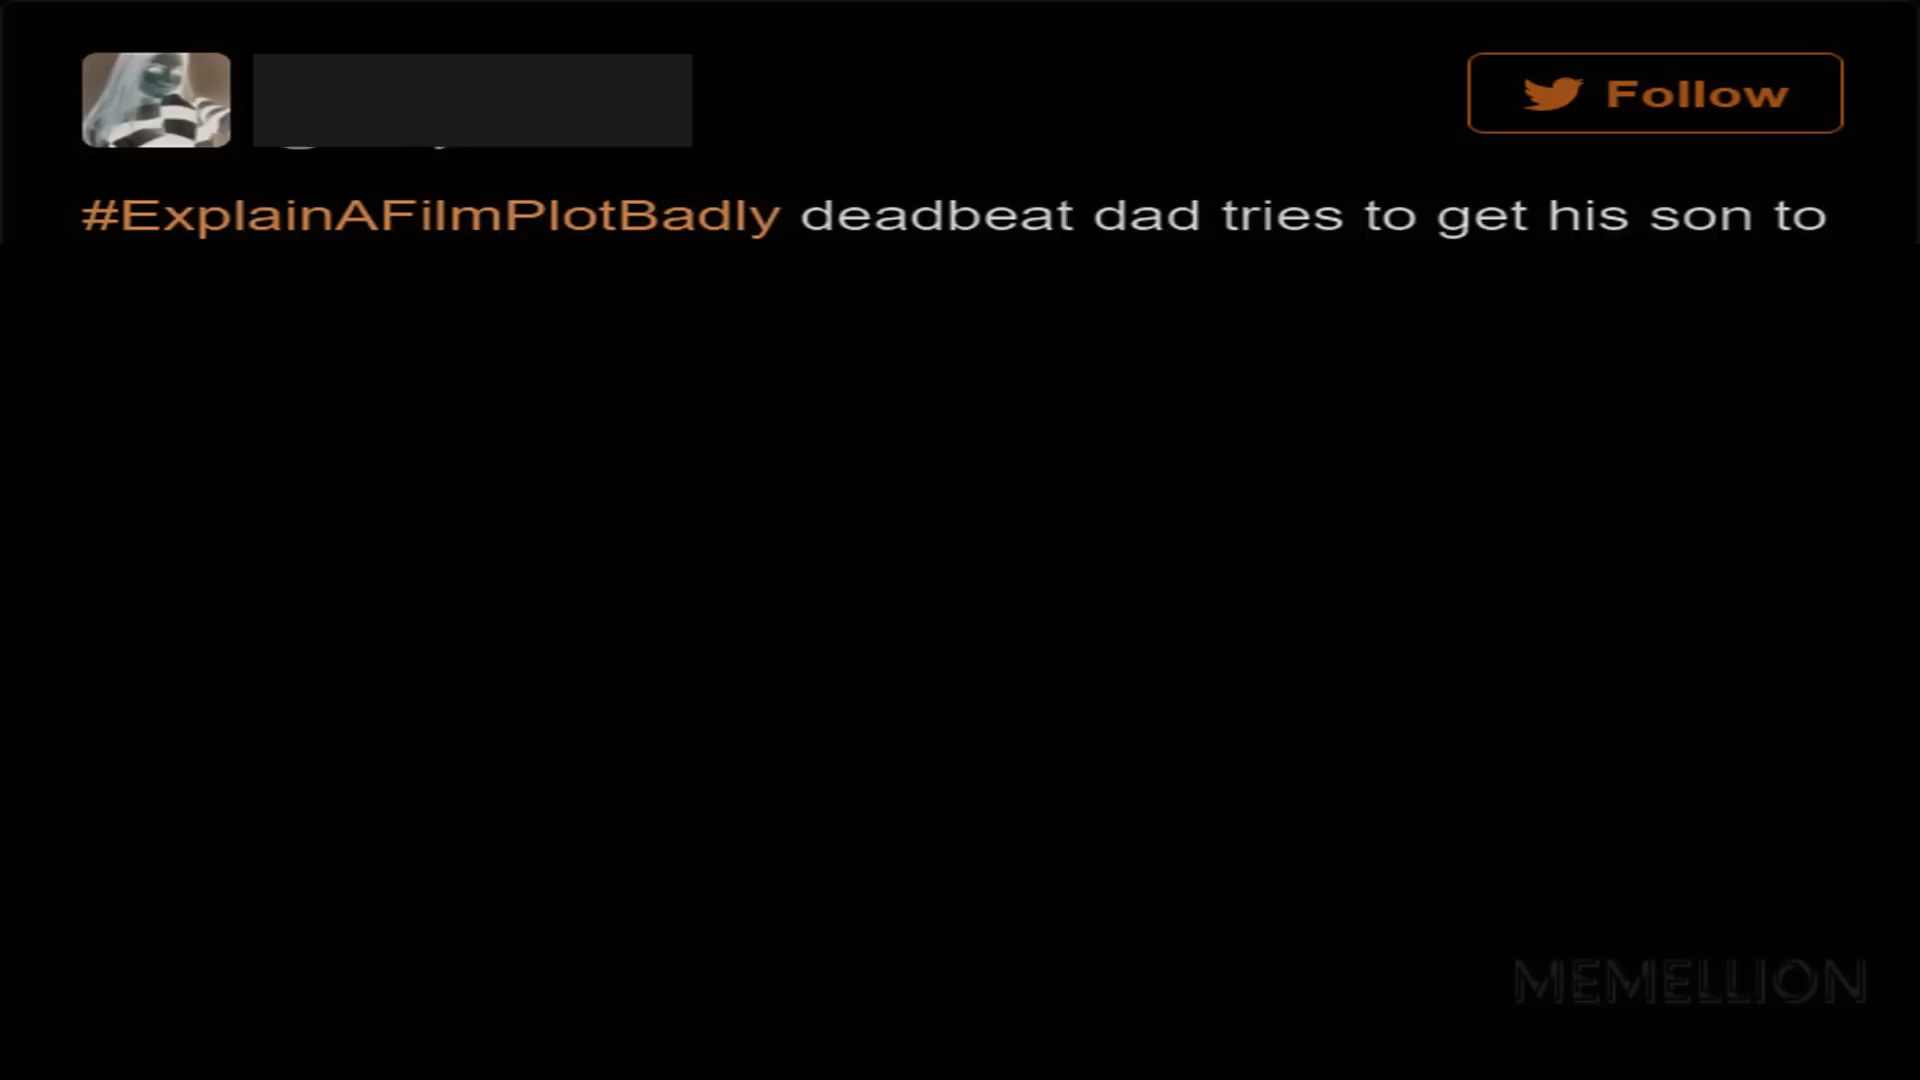 Follow
#ExplainAFilmPlotBadly deadbeat dad tries to get his son to
MEMELLION